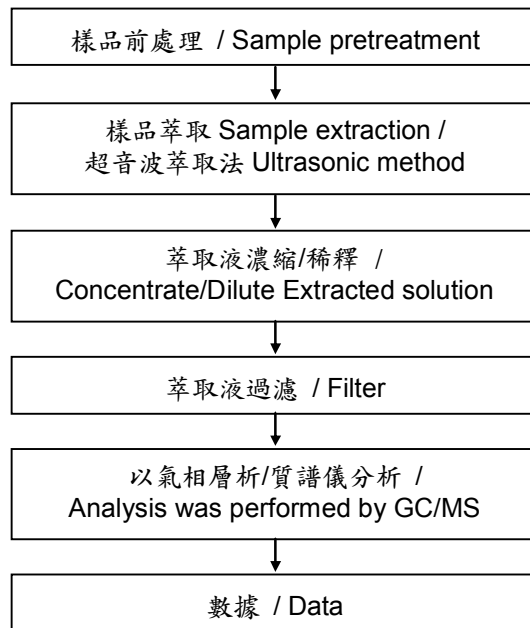 樣品前處理 / Sample pretreatment
樣品萃取 Sample extraction /
超音波萃取法 Ultrasonic method
萃取液濃縮/稀釋 /
Concentrate/Dilute Extracted solution
萃取液過濾 / Filter
以氣相層析/質譜儀分析 /
Analysis was performed by GC/MS
數據 / Data